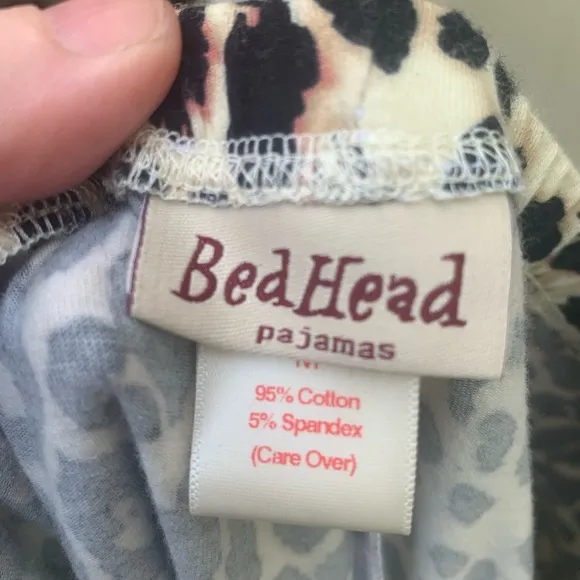 BedHead
pajamas
95% Cotton
5% Spandex
(Care Over)